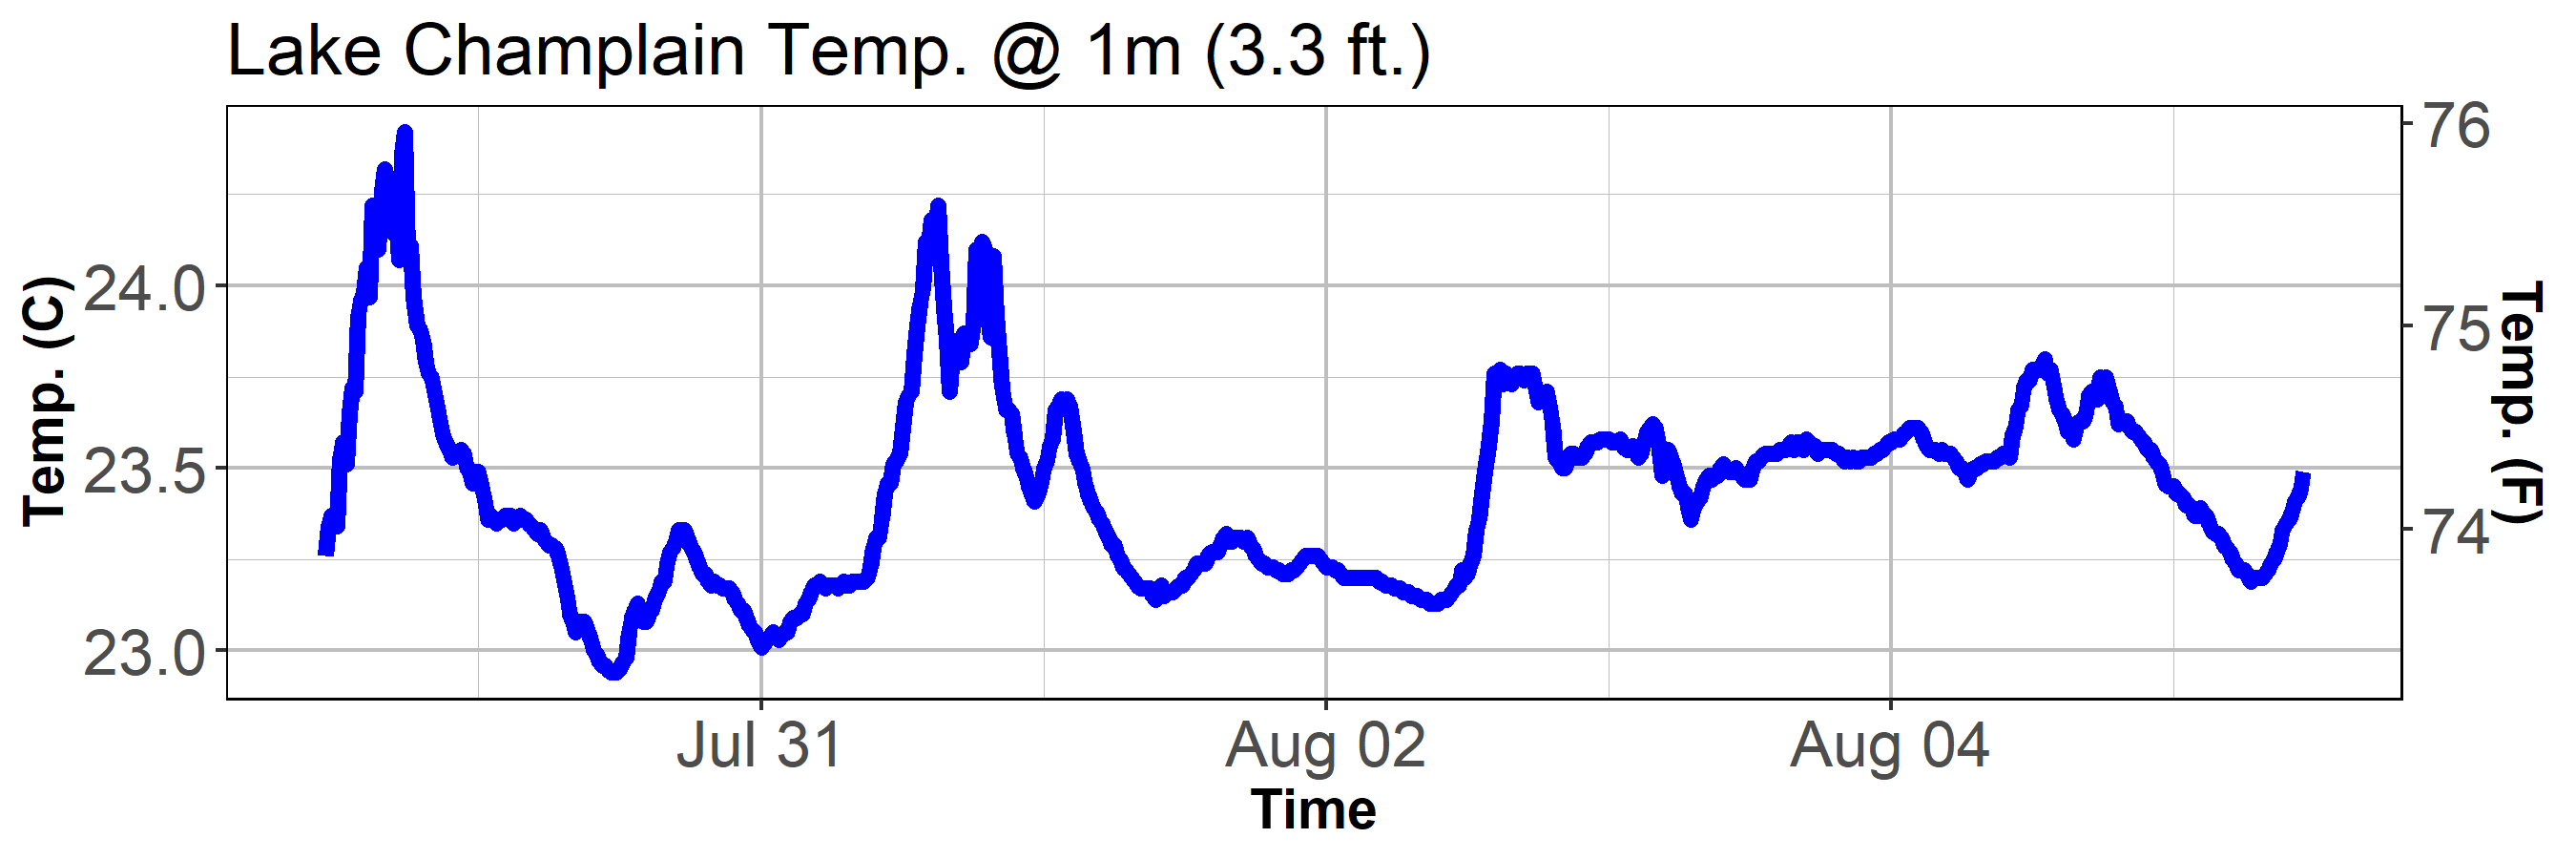 Lake Champlain Temp. @ 1m (3.3 ft.)
Temp. (C)
24.0
23.5
23.0
76
75
74
Temp. (F)
Jul 31
Aug 02
Aug 04
Time